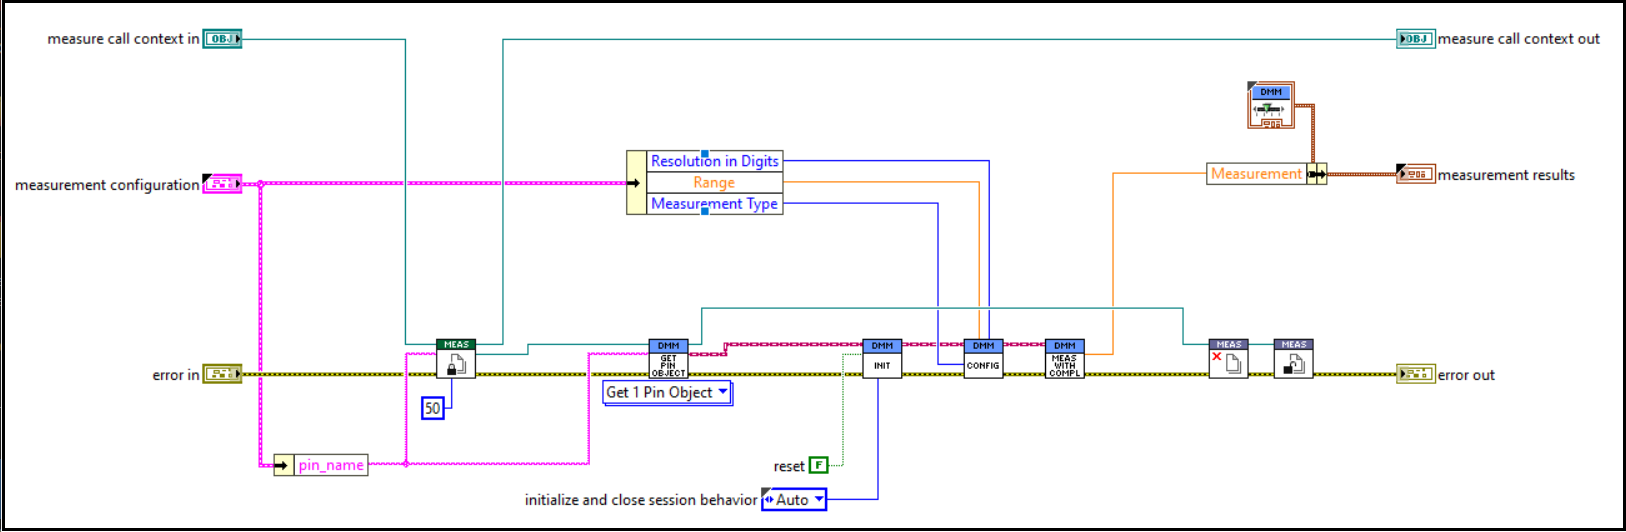 measure call context in
OBJ
OBJ
measure call context out
DMM
Resolution in Digits
Range
Measurement Type
measurement configuration
Measurement
measurement results
MEAS
DMM
GET
PIN
OBJECT
DMM
INIT
DMM
CONFIG
DMM
MEAS
WITH
COMPL
MEAS
MEAS
error in
error out
Get 1 Pin Object
50
pin_name
reset
F
initialize and close session behavior
Auto